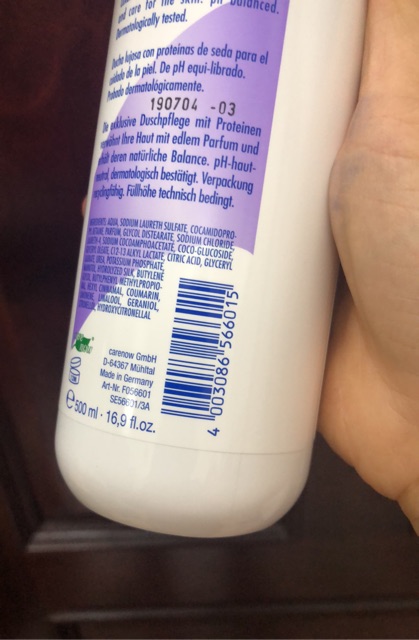 and care for the skin. pH balanced.
Dermatologically tested.
Ducha lujosa con proteinas de seda para el
cuidado de la piel. De pH equi-librado.
Probado dermatológicamente.
190704 -03
Die exklusive Duschpflege mit Proteinen
verwöhnt Ihre Haut mit edlem Parfum und
erhält deren natürliche Balance. pH-haut-
neutral, dermatologisch bestätigt. Verpackung
recyclingfähig. Füllhöhe technisch bedingt.
INGREDIENTS: AQUA, SODIUM LAURETH SULFATE, COCAMIDOPRO-
BETAINE, PARFUM, GLYCOL DISTEARATE, SODIUM CHLORIDE,
SODIUM COCOAMPHOACETATE, COCO-GLUCOSIDE,
OLEATE, C12-13 ALKYL LACTATE, CITRIC ACID, GLYCERYL
UREA, POTASSIUM PHOSPHATE,
HYDROLYZED SILK, BUTYLENE
BUTYLPHENYL METHYLPROPIO-
HEXYL CINNAMAL, COUMARIN,
LINALOOL, GERANIOL,
HYDROXYCITRONELLAL
carenow GmbH
D-64367 Mühltal
Made in Germany
Art-Nr. F056601
SE56601/3A
℮ 500 ml · 16,9 fl.oz.
4 003086 566015